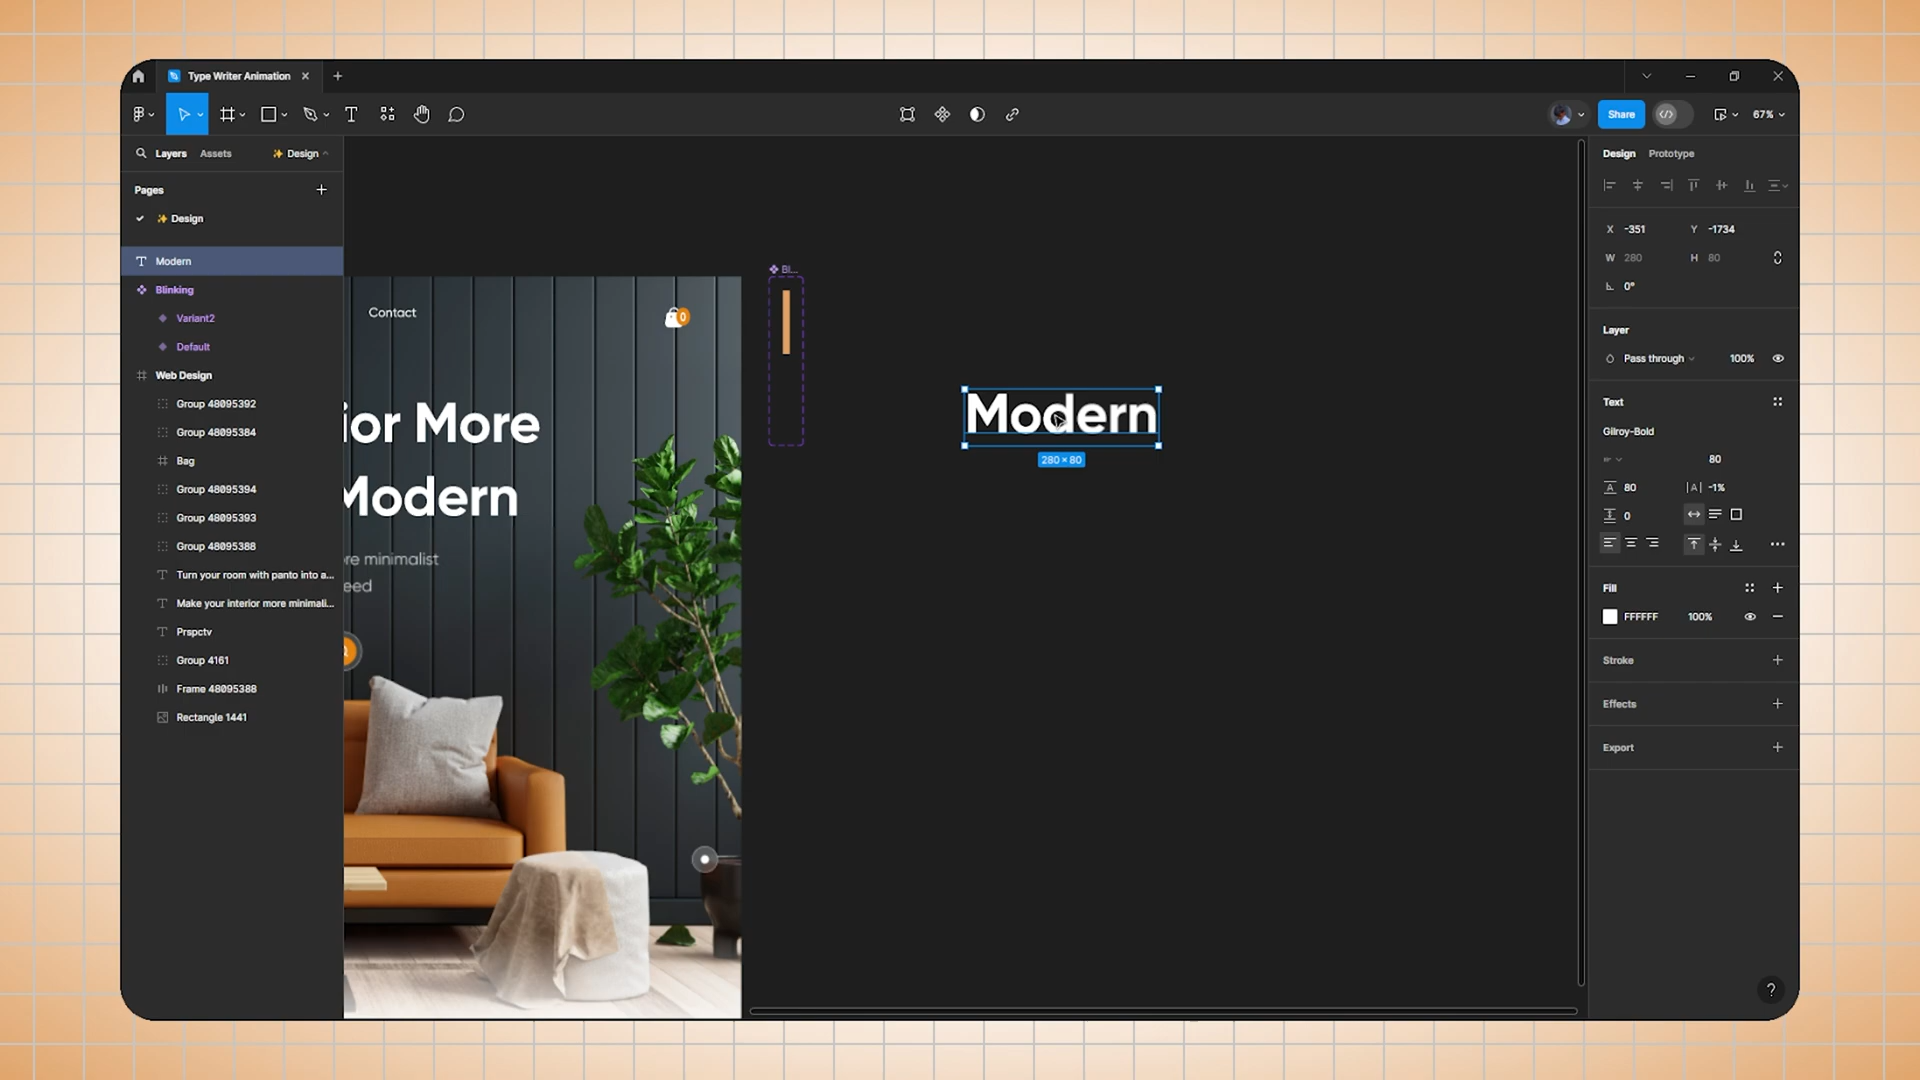 Type Writer Animation
Share
67%
Layers
Assets
Design
Pages
Design
Modern
Blinking
Variant2
Default
Web Design
Group 48095392
Group 48095384
Bag
Group 48095394
Group 48095393
Group 48095388
Turn your room with panto into a...
Make your interior more minimali...
Prspctv
Group 4161
Frame 48095388
Rectangle 1441
Contact
0
ior More
Modern
re minimalist
eed
Bl...
Modern
280 × 80
Design
Prototype
X -351
Y -1734
W 280
H 80
0°
Layer
Pass through
100%
Text
Gilroy-Bold
80
80
-1%
0
Fill
FFFFFF
100%
Stroke
Effects
Export
?